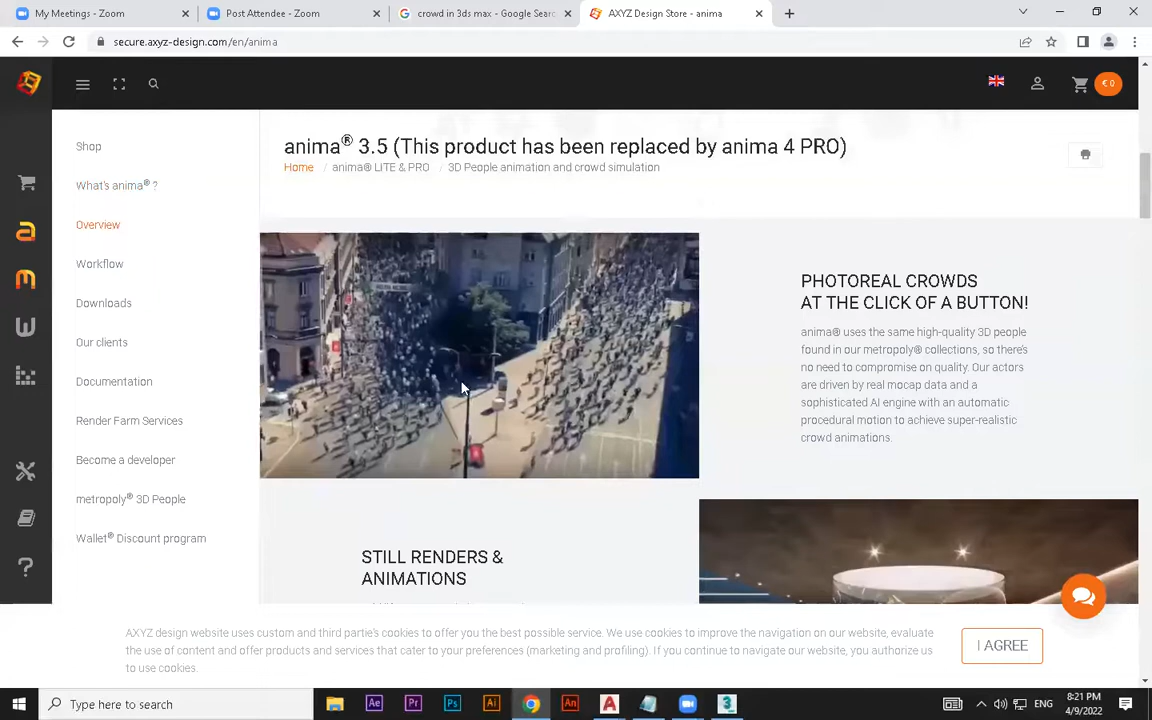 My Meetings - Zoom
Post Attendee - Zoom
crowd in 3ds max - Google Searc
AXYZ Design Store - anima
secure.axyz-design.com/en/anima
€ 0
Shop
What's anima® ?
Overview
Workflow
Downloads
Our clients
Documentation
Render Farm Services
Become a developer
metropoly® 3D People
Wallet® Discount program
anima® 3.5 (This product has been replaced by anima 4 PRO)
Home / anima® LITE & PRO / 3D People animation and crowd simulation
PHOTOREAL CROWDS
AT THE CLICK OF A BUTTON!
anima® uses the same high-quality 3D people
found in our metropoly® collections, so there's
no need to compromise on quality. Our actors
are driven by real mocap data and a
sophisticated AI engine with an automatic
procedural motion to achieve super-realistic
crowd animations.
STILL RENDERS &
ANIMATIONS
AXYZ design website uses custom and third partie's cookies to offer you the best possible service. We use cookies to improve the navigation on our website, evaluate
the use of content and offer products and services that cater to your preferences (marketing and profiling). If you continue to navigate our website, you authorize us
to use cookies.
I AGREE
Type here to search
ENG
8:21 PM
4/9/2022